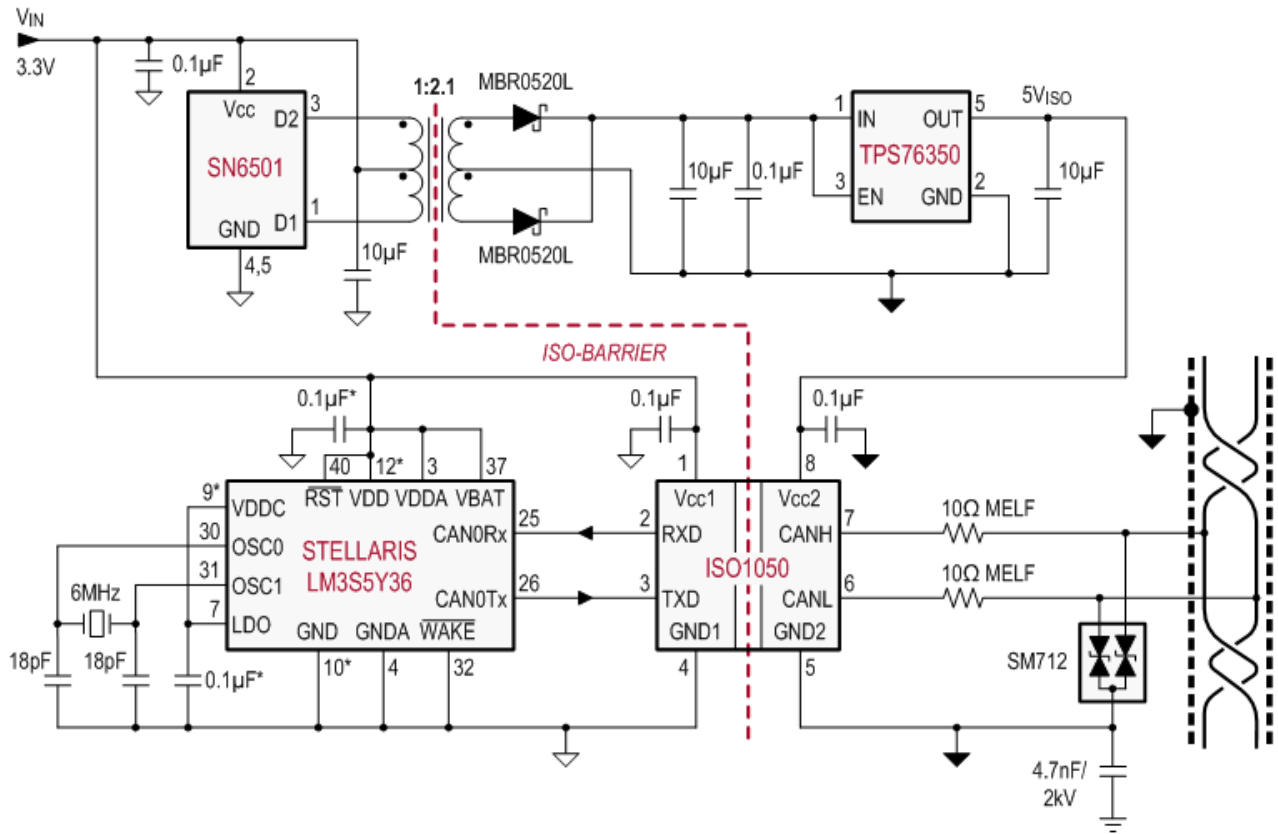 VIN
3.3V
0.1µF
2
Vcc
3
D2
SN6501
D1
1
GND
4,5
10µF
1:2.1
MBR0520L
MBR0520L
10µF
0.1µF
1
IN
OUT
5
TPS76350
3
EN
GND
2
5VISO
10µF
ISO-BARRIER
0.1µF*
40
12*
3
37
RST
VDD
VDDA
VBAT
9*
VDDC
30
OSC0
31
OSC1
7
LDO
STELLARIS
LM3S5Y36
CAN0Rx
25
CAN0Tx
26
GND
GNDA
WAKE
10*
4
32
6MHz
18pF
18pF
0.1µF*
0.1µF
1
8
0.1µF
Vcc1
Vcc2
2
RXD
CANH
7
ISO1050
3
TXD
CANL
6
GND1
GND2
4
5
10Ω MELF
10Ω MELF
SM712
4.7nF/
2kV